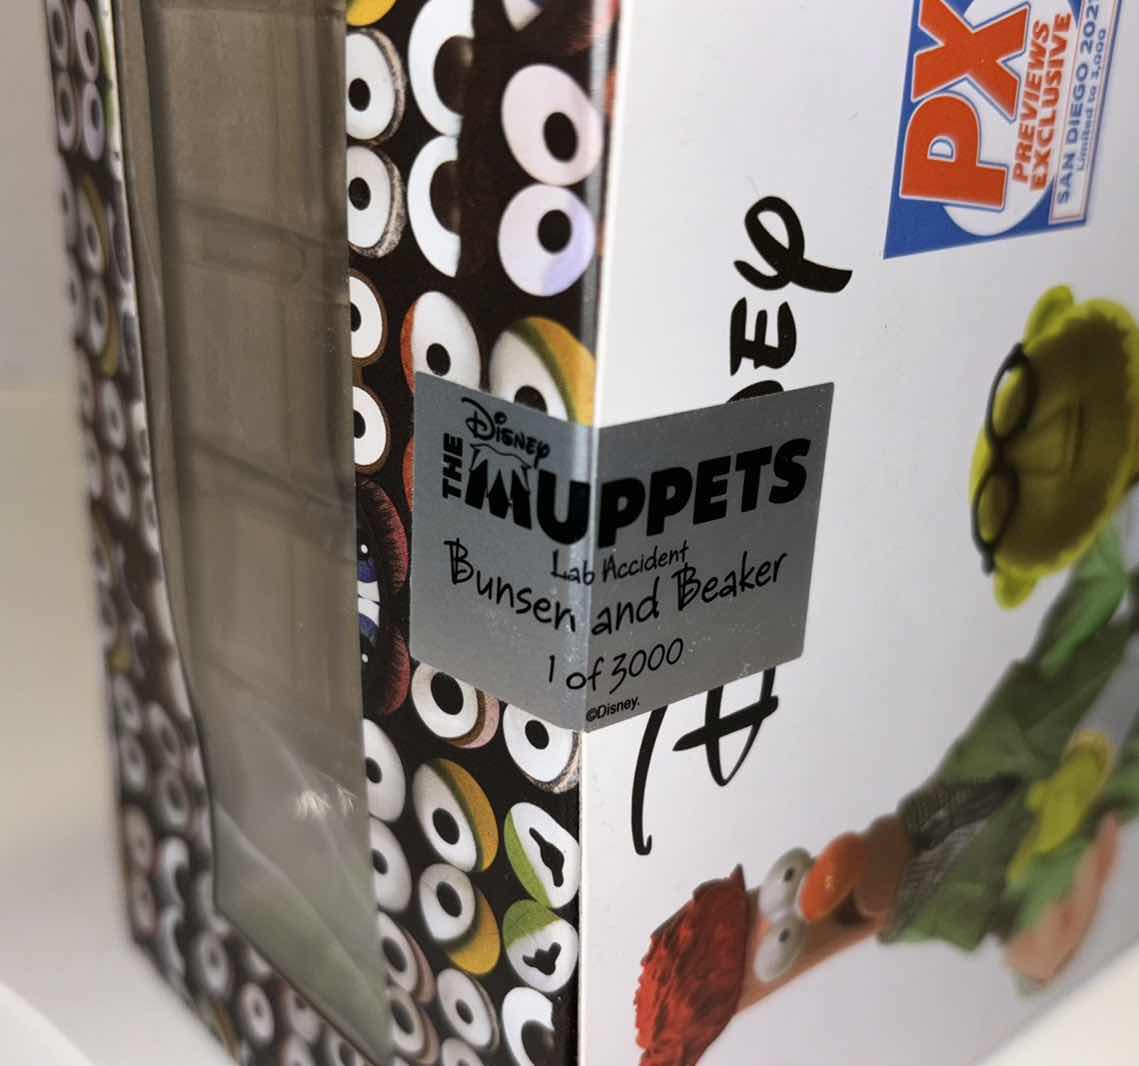 PX
PREVIEWS
EXCLUSIVE
SAN DIEGO 202
Limited to 3,000
Disney
THE
MUPPETS
Lab Accident
Bunsen and Beaker
1 of 3000
©Disney.